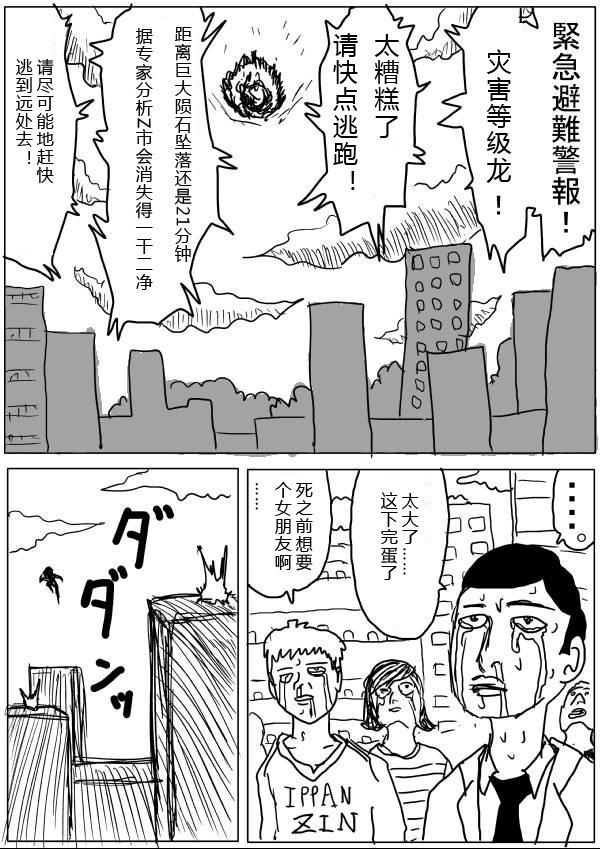 緊急避難警報！
灾害等级龙！
太糟糕了
请快点逃跑！
距离巨大陨石坠落还是21分钟
据专家分析Z市会消失得一干二净
请尽可能地赶快
逃到远处去！
……
太大了……
这下完蛋了
死之前想要
个女朋友啊
……
IPPAN
ZIN
ダダダンッ